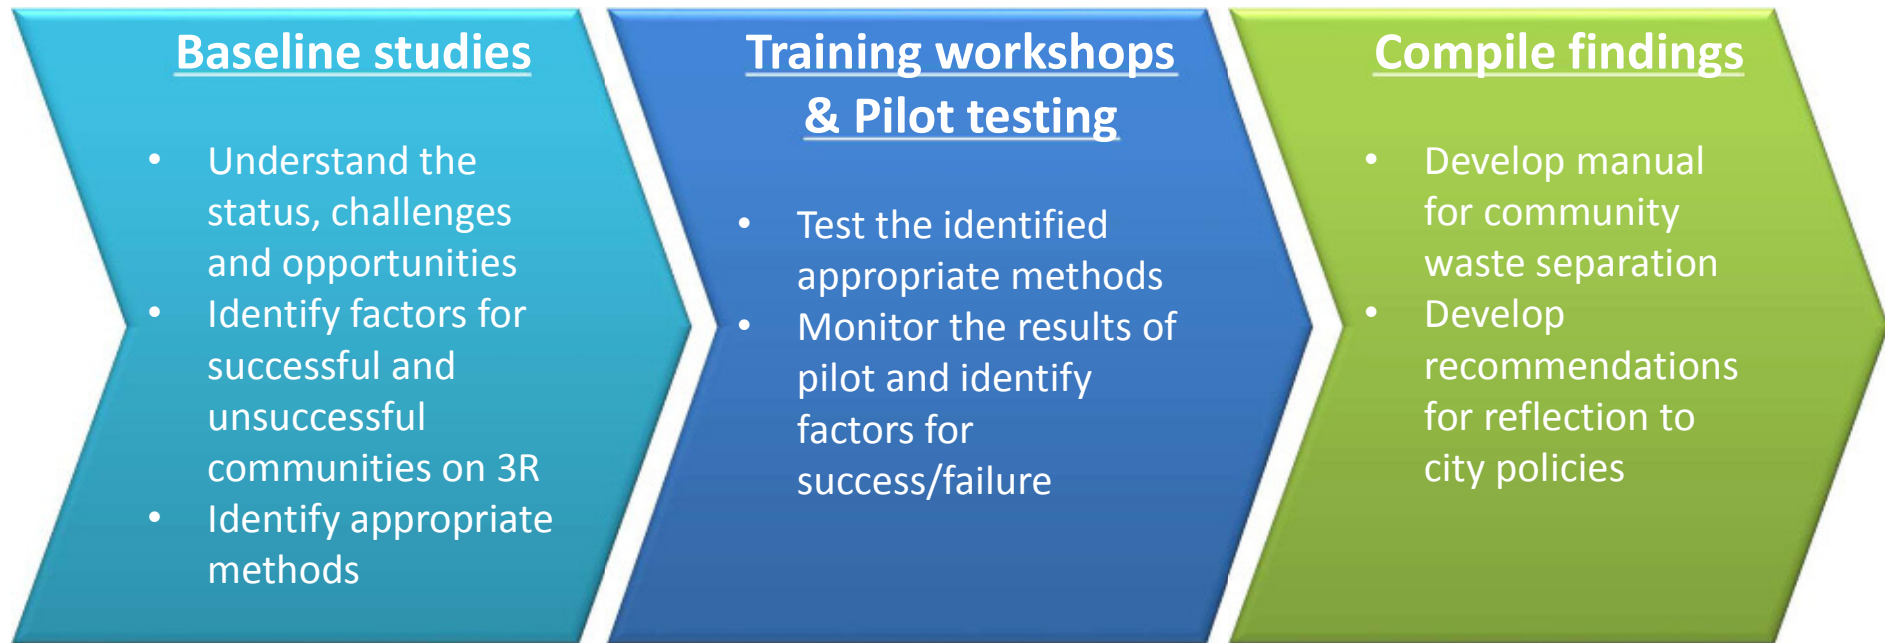 Baseline studies
• Understand the
status, challenges
and opportunities
• Identify factors for
successful and
unsuccessful
communities on 3R
• Identify appropriate
methods
Training workshops
& Pilot testing
• Test the identified
appropriate methods
• Monitor the results of
pilot and identify
factors for
success/failure
Compile findings
• Develop manual
for community
waste separation
• Develop
recommendations
for reflection to
city policies